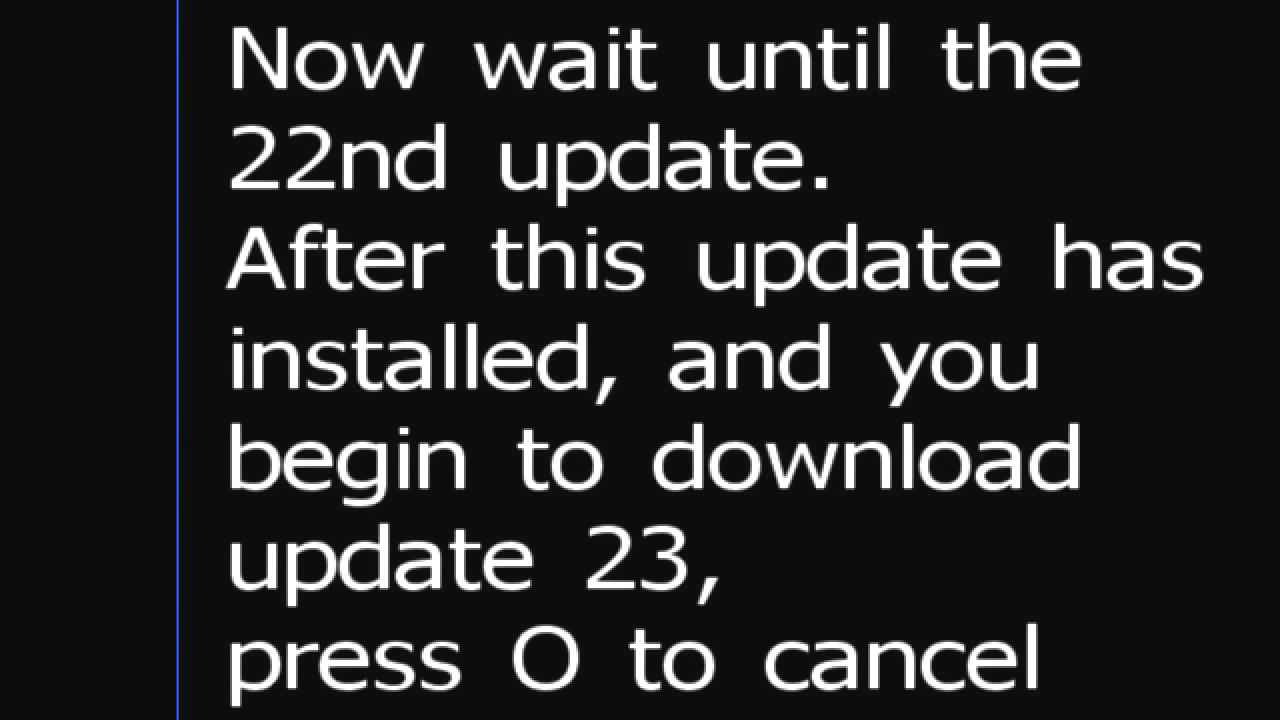 Now wait until the
22nd update.
After this update has
installed, and you
begin to download
update 23,
press O to cancel